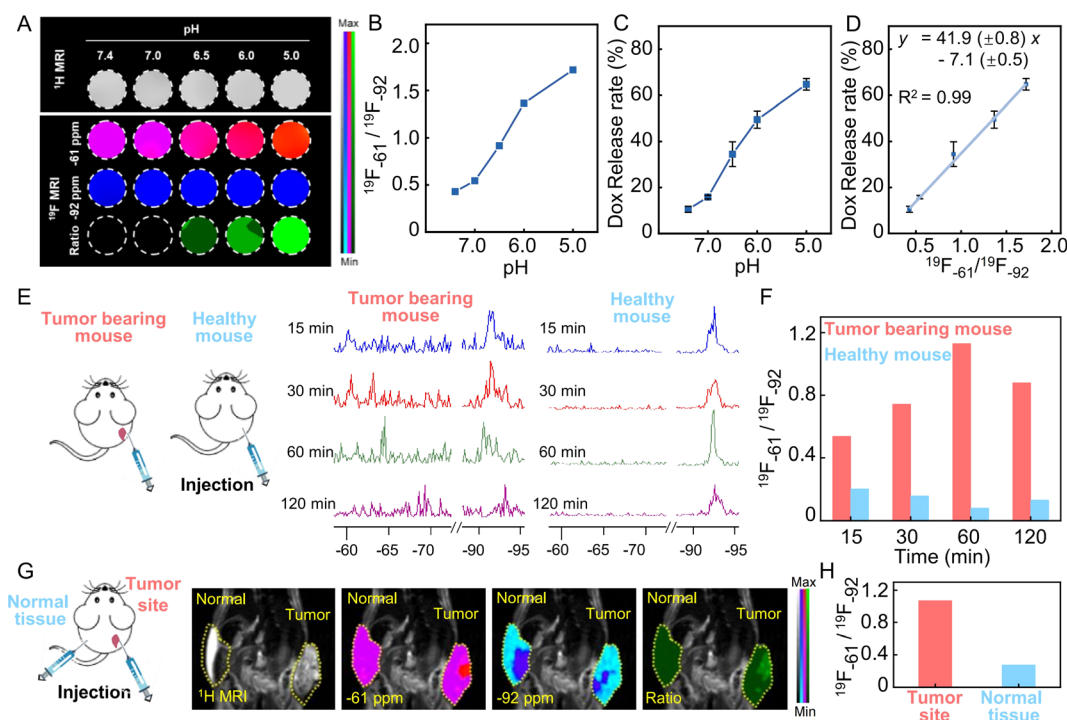 A
pH
7.4 7.0 6.5 6.0 5.0
¹H MRI
¹⁹F MRI
-61 ppm
-92 ppm
Ratio
Max
Min
B
¹⁹F₋₆₁ / ¹⁹F₋₉₂
2.0
1.5
1.0
0.5
0
7.0 6.0 5.0
pH
C
Dox Release rate (%)
80
60
40
20
0
7.0 6.0 5.0
pH
D
Dox Release rate (%)
80
60
40
20
0
y = 41.9 (±0.8) x
- 7.1 (±0.5)
R² = 0.99
0 0.5 1.0 1.5 2.0
¹⁹F₋₆₁/¹⁹F₋₉₂
E
Tumor bearing
mouse
Healthy
mouse
Injection
Tumor bearing
mouse
15 min
30 min
60 min
120 min
-60 -70 -90 -95
Healthy
mouse
15 min
30 min
60 min
120 min
-60 -70 -90 -95
F
Tumor bearing mouse
Healthy mouse
¹⁹F₋₆₁ / ¹⁹F₋₉₂
1.2
0.8
0.4
0
15 30 60 120
Time (min)
G
Normal
tissue
Tumor
site
Injection
Normal
Tumor
¹H MRI
Normal
Tumor
-61 ppm
Normal
Tumor
-92 ppm
Normal
Tumor
Ratio
Max
Min
H
¹⁹F₋₆₁ / ¹⁹F₋₉₂
1.2
0.8
0.4
0
Tumor
site
Normal
tissue